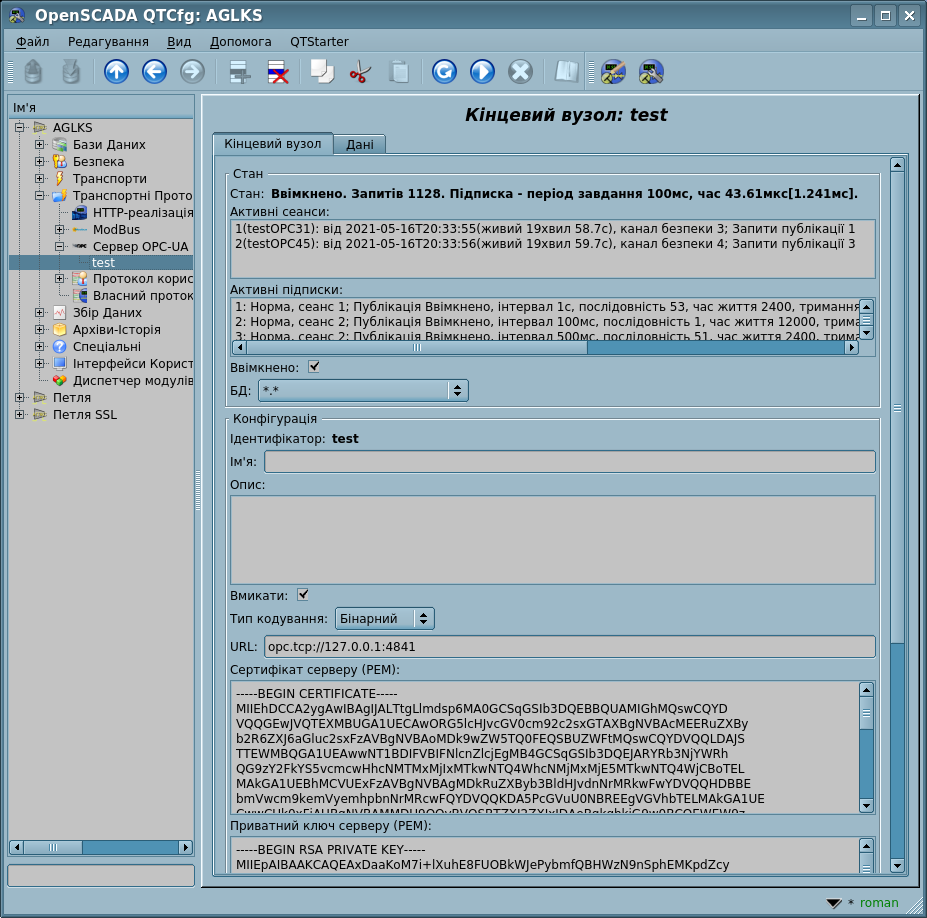 OpenSCADA QTCfg: AGLKS
Файл Редагування Вид Допомога QTStarter
Ім'я
AGLKS
Бази Даних
Безпека
Транспорти
Транспортні Прото
HTTP-реалізація
ModBus
Сервер OPC-UA
test
Протокол корис
Власний проток
Збір Даних
Архіви-Історія
Спеціальні
Інтерфейси Корист
Диспетчер модулів
Петля
Петля SSL
Кінцевий вузол: test
Кінцевий вузол Дані
Стан
Стан: Ввімкнено. Запитів 1128. Підписка - період завдання 100мс, час 43.61мкс[1.241мс].
Активні сеанси:
1(testOPC31): від 2021-05-16T20:33:55(живий 19хвил 58.7с), канал безпеки 3; Запити публікації 1
2(testOPC45): від 2021-05-16T20:33:56(живий 19хвил 59.7с), канал безпеки 4; Запити публікації 3
Активні підписки:
1: Норма, сеанс 1; Публікація Ввімкнено, інтервал 1с, послідовність 53, час життя 2400, тримання
2: Норма, сеанс 2; Публікація Ввімкнено, інтервал 100мс, послідовність 1, час життя 12000, трима
3: Норма, сеанс 2; Публікація Ввімкнено, інтервал 500мс, послідовність 51, час життя 2400, трима
Ввімкнено:
БД: *.*
Конфігурація
Ідентифікатор: test
Ім'я:
Опис:
Вмикати:
Тип кодування: Бінарний
URL: opc.tcp://127.0.0.1:4841
Сертифікат серверу (PEM):
-----BEGIN CERTIFICATE-----
MIIEhDCCA2ygAwIBAgIJALTtgLlmdsp6MA0GCSqGSIb3DQEBBQUAMIGhMQswCQYD
VQQGEwJVQTEXMBUGA1UECAwORG5lcHJvcGV0cm92c2sxGTAXBgNVBAcMEERuZXBy
b2R6ZXJ6aGluc2sxFzAVBgNVBAoMDk9wZW5TQ0FEQSBUZWFtMQswCQYDVQQLDAJS
TTEWMBQGA1UEAwwNT1BDIFVBIFNlcnZlcjEgMB4GCSqGSIb3DQEJARYRb3NjYWRh
QG9zY2FkYS5vcmcwHhcNMTMxMjIxMTkwNTQ4WhcNMjMxMjE5MTkwNTQ4WjCBoTEL
MAkGA1UEBhMCVUExFzAVBgNVBAgMDkRuZXByb3BldHJvdnNrMRkwFwYDVQQHDBBE
bmVwcm9kemVyemhpbnNrMRcwFQYDVQQKDA5PcGVuU0NBREEgVGVhbTELMAkGA1UE
Приватний ключ серверу (PEM):
-----BEGIN RSA PRIVATE KEY-----
MIIEpAIBAAKCAQEAxDaaKoM7i+lXuhE8FUOBkWJePybmfQBHWzN9nSphEMKpdZcy
* roman